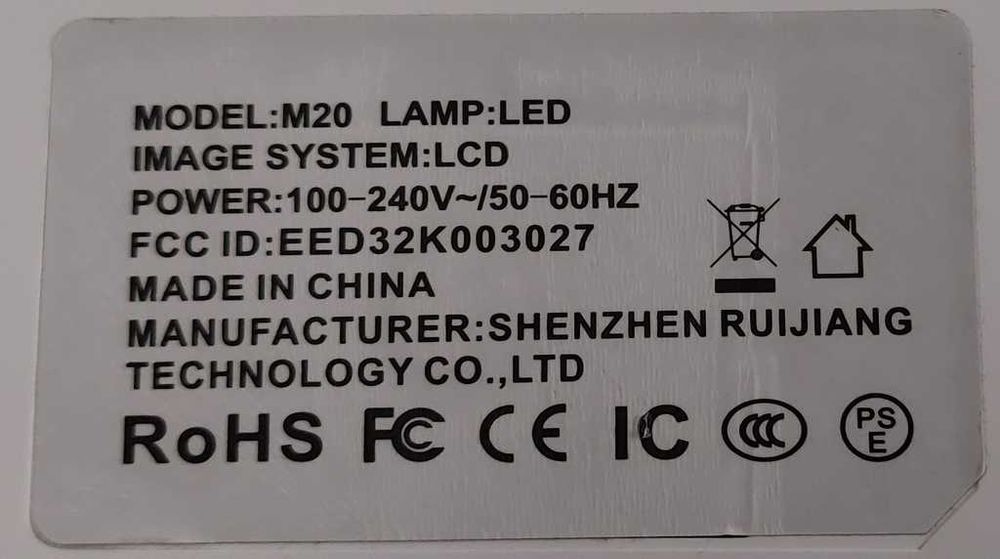 MODEL:M20 LAMP:LED
IMAGE SYSTEM:LCD
POWER:100-240V~/50-60HZ
FCC ID:EED32K003027
MADE IN CHINA
MANUFACTURER:SHENZHEN RUIJIANG
TECHNOLOGY CO.,LTD
RoHS FC CE IC CCC PSE